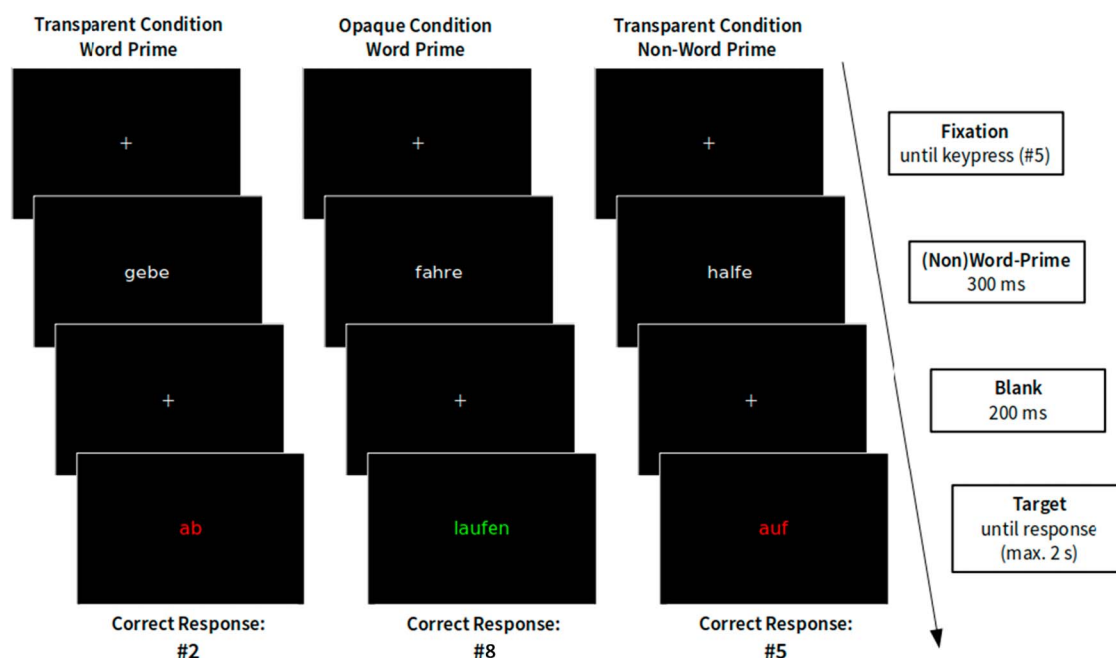 Transparent Condition
Word Prime
Opaque Condition
Word Prime
Transparent Condition
Non-Word Prime
+
+
+
Fixation
until keypress (#5)
gebe
fahre
halfe
(Non)Word-Prime
300 ms
+
+
+
Blank
200 ms
ab
laufen
auf
Target
until response
(max. 2 s)
Correct Response:
#2
Correct Response:
#8
Correct Response:
#5